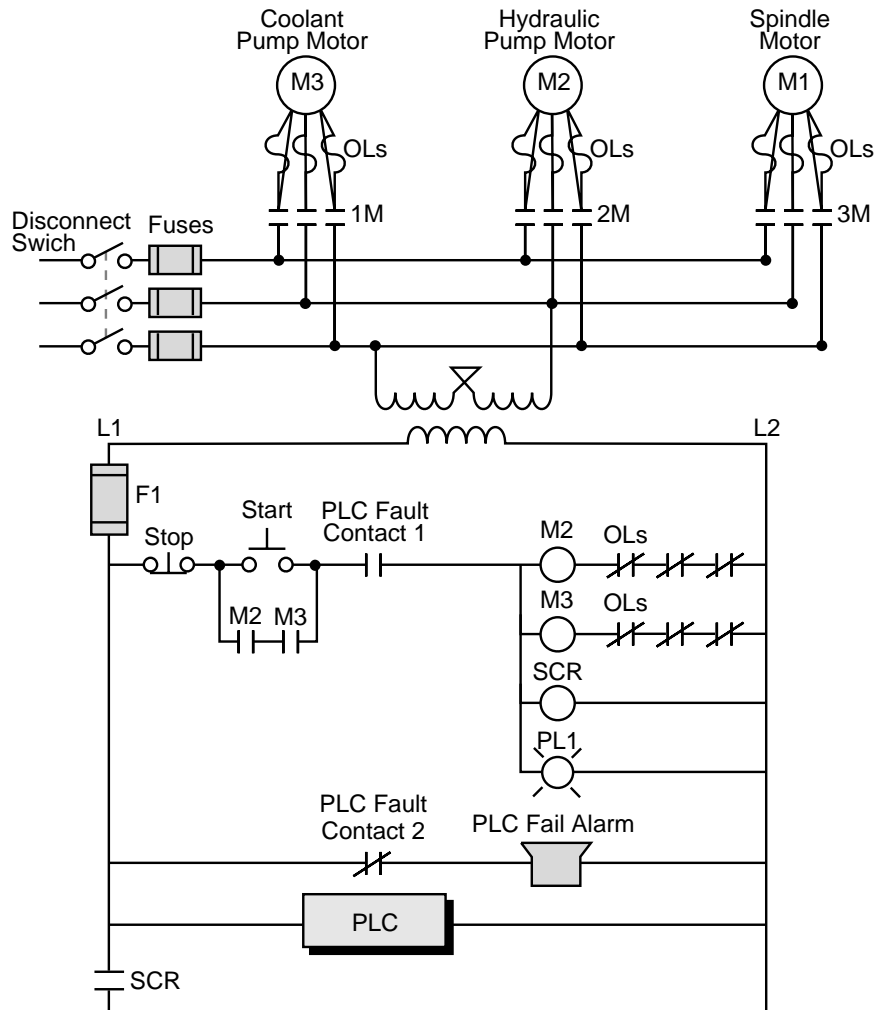 Coolant
Pump Motor
Hydraulic
Pump Motor
Spindle
Motor
M3
M2
M1
OLs
OLs
OLs
1M
2M
3M
Disconnect
Swich
Fuses
L1
L2
F1
Stop
Start
PLC Fault
Contact 1
M2
OLs
M2
M3
M3
OLs
SCR
PL1
PLC Fault
Contact 2
PLC Fail Alarm
PLC
SCR